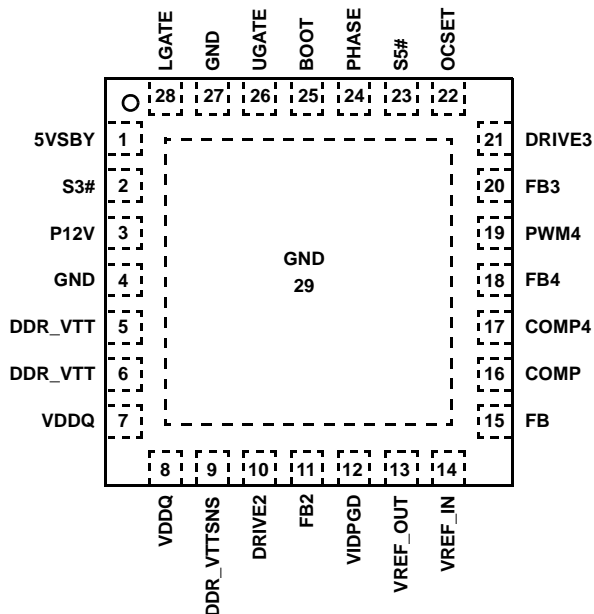 LGATE
GND
UGATE
BOOT
PHASE
S5#
OCSET
28
27
26
25
24
23
22
5VSBY 1
S3# 2
P12V 3
GND 4
DDR_VTT 5
DDR_VTT 6
VDDQ 7
GND
29
21 DRIVE3
20 FB3
19 PWM4
18 FB4
17 COMP4
16 COMP
15 FB
8
9
10
11
12
13
14
VDDQ
DDR_VTTSNS
DRIVE2
FB2
VIDPGD
VREF_OUT
VREF_IN